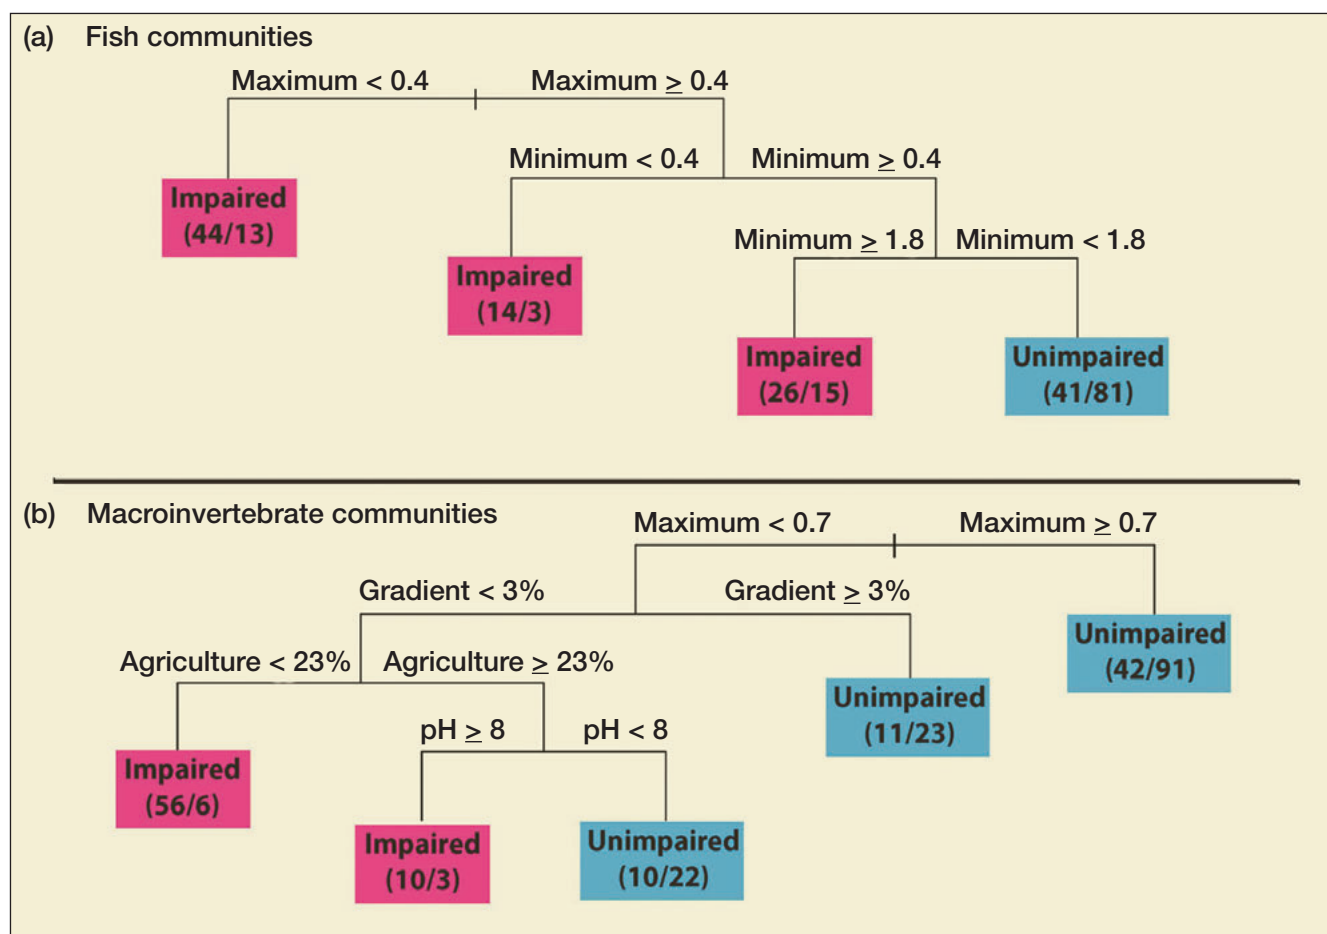 (a) Fish communities
Maximum < 0.4
Maximum ≥ 0.4
Minimum < 0.4
Minimum ≥ 0.4
Impaired
(44/13)
Minimum ≥ 1.8
Minimum < 1.8
Impaired
(14/3)
Impaired
(26/15)
Unimpaired
(41/81)
(b) Macroinvertebrate communities
Maximum < 0.7
Maximum ≥ 0.7
Gradient < 3%
Gradient ≥ 3%
Unimpaired
(42/91)
Agriculture < 23%
Agriculture ≥ 23%
Unimpaired
(11/23)
pH ≥ 8
pH < 8
Impaired
(56/6)
Impaired
(10/3)
Unimpaired
(10/22)